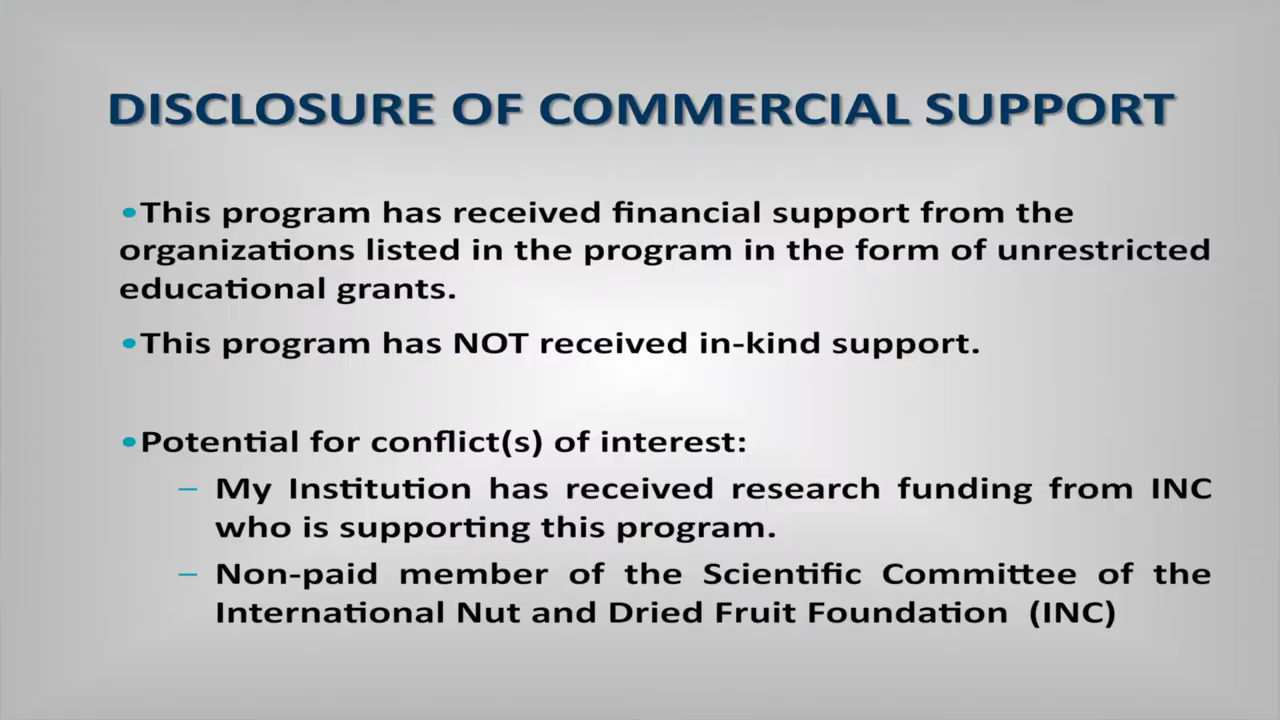 DISCLOSURE OF COMMERCIAL SUPPORT
•This program has received financial support from the
organizations listed in the program in the form of unrestricted
educational grants.
•This program has NOT received in-kind support.
•Potential for conflict(s) of interest:
– My Institution has received research funding from INC
who is supporting this program.
– Non-paid member of the Scientific Committee of the
International Nut and Dried Fruit Foundation (INC)